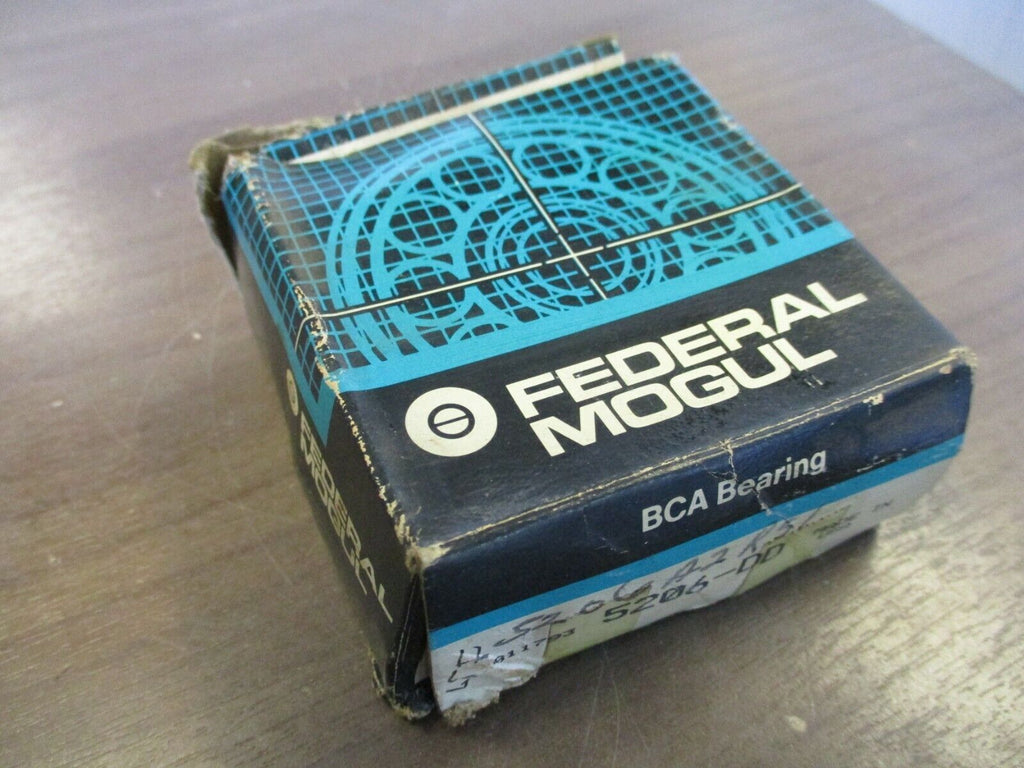 FEDERAL
MOGUL
BCA Bearing
5206-DD
FEDERAL
MOGUL